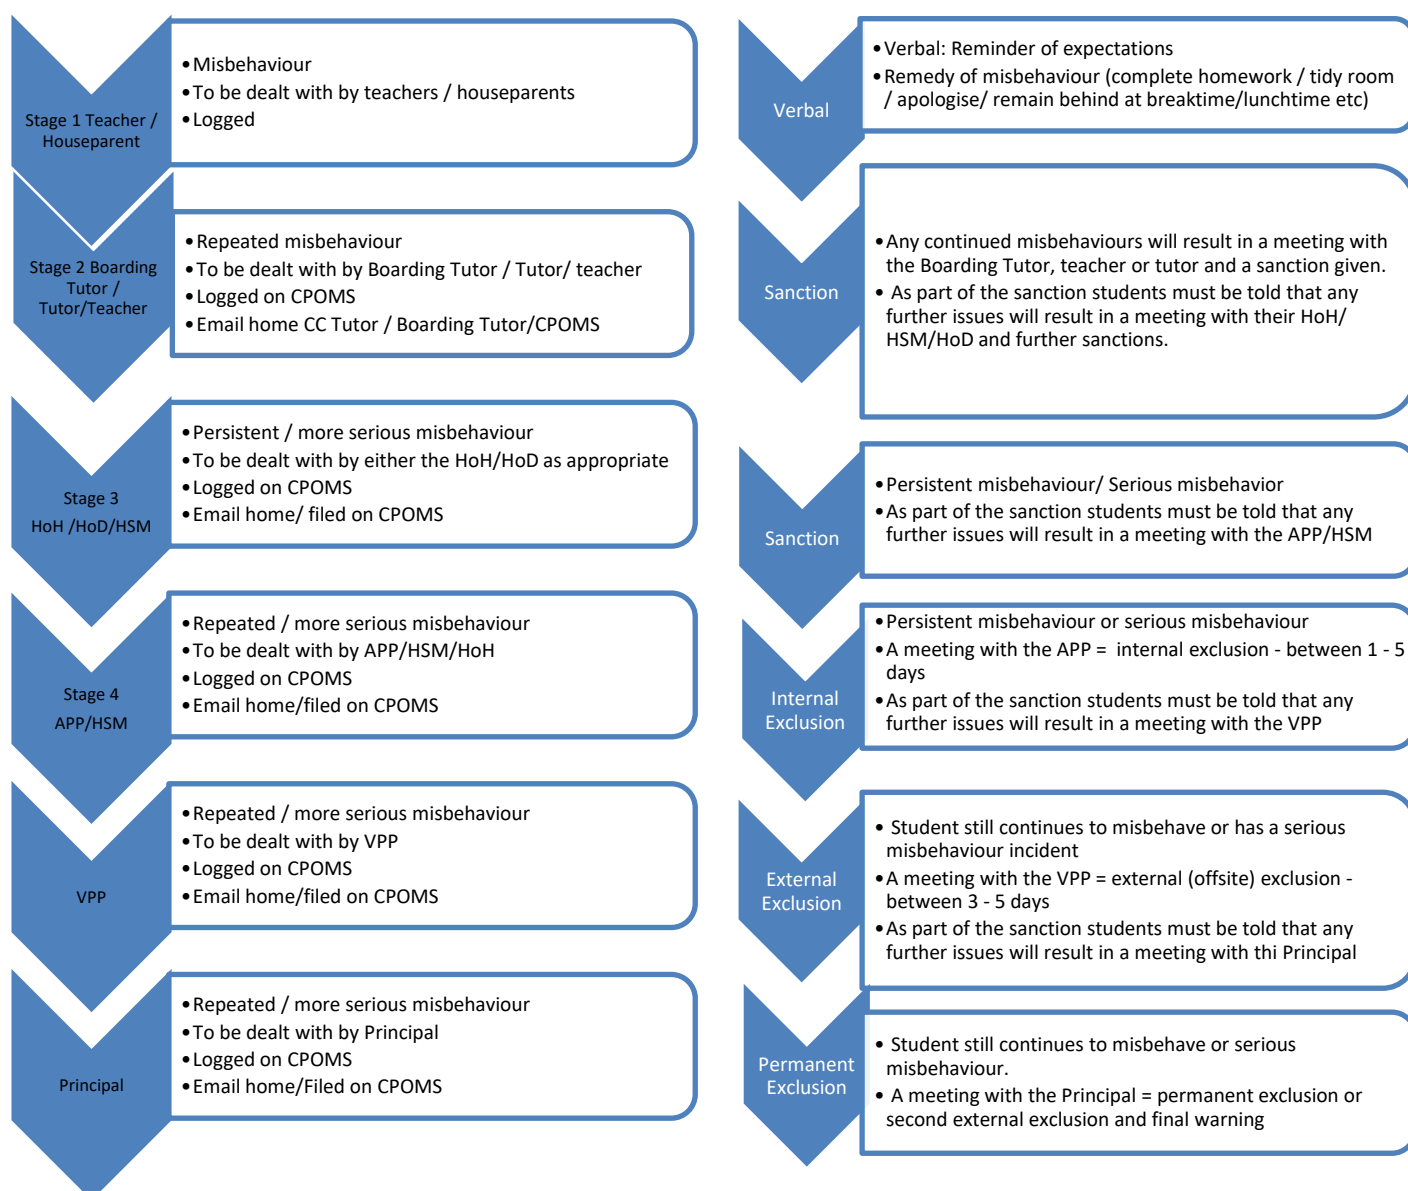 Stage 1 Teacher /
Houseparent
•Misbehaviour
•To be dealt with by teachers / houseparents
•Logged
Stage 2 Boarding
Tutor /
Tutor/Teacher
•Repeated misbehaviour
•To be dealt with by Boarding Tutor / Tutor/ teacher
•Logged on CPOMS
•Email home CC Tutor / Boarding Tutor/CPOMS
Stage 3
HoH /HoD/HSM
•Persistent / more serious misbehaviour
•To be dealt with by either the HoH/HoD as appropriate
•Logged on CPOMS
•Email home/ filed on CPOMS
Stage 4
APP/HSM
•Repeated / more serious misbehaviour
•To be dealt with by APP/HSM/HoH
•Logged on CPOMS
•Email home/filed on CPOMS
VPP
•Repeated / more serious misbehaviour
•To be dealt with by VPP
•Logged on CPOMS
•Email home/filed on CPOMS
Principal
•Repeated / more serious misbehaviour
•To be dealt with by Principal
•Logged on CPOMS
•Email home/Filed on CPOMS
Verbal
•Verbal: Reminder of expectations
•Remedy of misbehaviour (complete homework / tidy room
/ apologise/ remain behind at breaktime/lunchtime etc)
Sanction
•Any continued misbehaviours will result in a meeting with
the Boarding Tutor, teacher or tutor and a sanction given.
• As part of the sanction students must be told that any
further issues will result in a meeting with their HoH/
HSM/HoD and further sanctions.
Sanction
•Persistent misbehaviour/ Serious misbehavior
•As part of the sanction students must be told that any
further issues will result in a meeting with the APP/HSM
Internal
Exclusion
•Persistent misbehaviour or serious misbehaviour
•A meeting with the APP = internal exclusion - between 1 - 5
days
•As part of the sanction students must be told that any
further issues will result in a meeting with the VPP
External
Exclusion
• Student still continues to misbehave or has a serious
misbehaviour incident
•A meeting with the VPP = external (offsite) exclusion -
between 3 - 5 days
•As part of the sanction students must be told that any
further issues will result in a meeting with thi Principal
Permanent
Exclusion
• Student still continues to misbehave or serious
misbehaviour.
• A meeting with the Principal = permanent exclusion or
second external exclusion and final warning